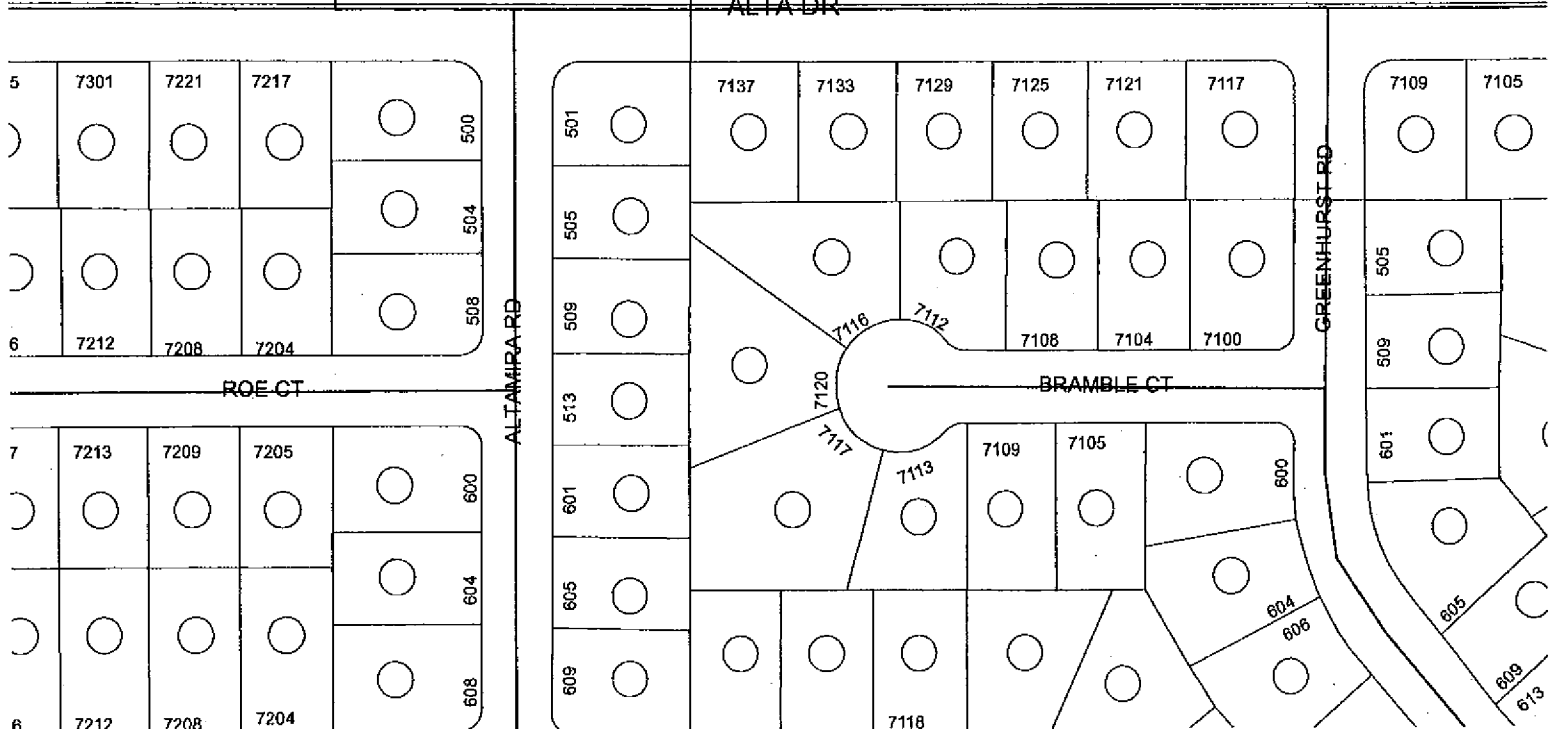 ALTA DR
5 7301 7221 7217 500 501 7137 7133 7129 7125 7121 7117 7109 7105
504 505 505
GREENHURST RD
6 7212 7208 7204 508 509 7116 7112 7108 7104 7100 509
ALTAMIRA RD
ROE CT BRAMBLE CT
513 7120 601
7 7213 7209 7205 600 601 7117 7113 7109 7105 600
604 605 604 606 605
608 609 609 613
6 7212 7208 7204 7118